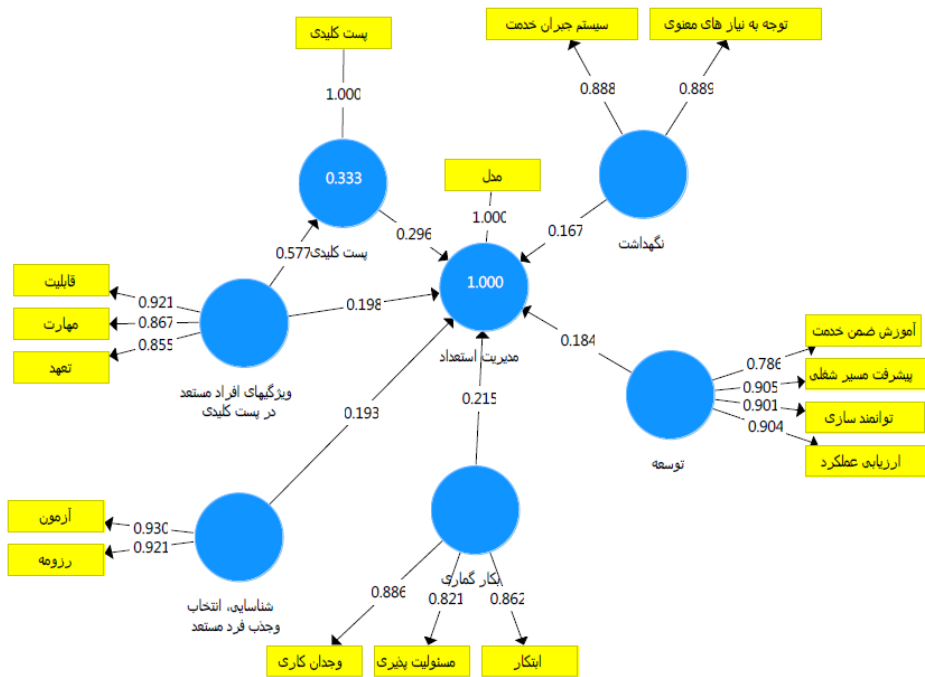 پست کلیدی
سیستم جبران خدمت
توجه به نیاز های معنوی
1.000
0.888
0.889
0.333
مدل
1.000
0.296
0.167
پست کلیدی
نگهداشت
0.577
1.000
قابلیت
0.921
0.198
مهارت
0.867
تعهد
0.855
مدیریت استعداد
0.184
آموزش ضمن خدمت
0.786
پیشرفت مسیر شغلی
0.905
توانمند سازی
0.901
ارزیابی عملکرد
0.904
ویژگیهای افراد مستعد
در پست کلیدی
0.193
0.215
توسعه
آزمون
0.930
رزومه
0.921
شناسایی، انتخاب
وجذب فرد مستعد
بکار گماری
0.886
0.821
0.862
وجدان کاری
مسئولیت پذیری
ابتکار